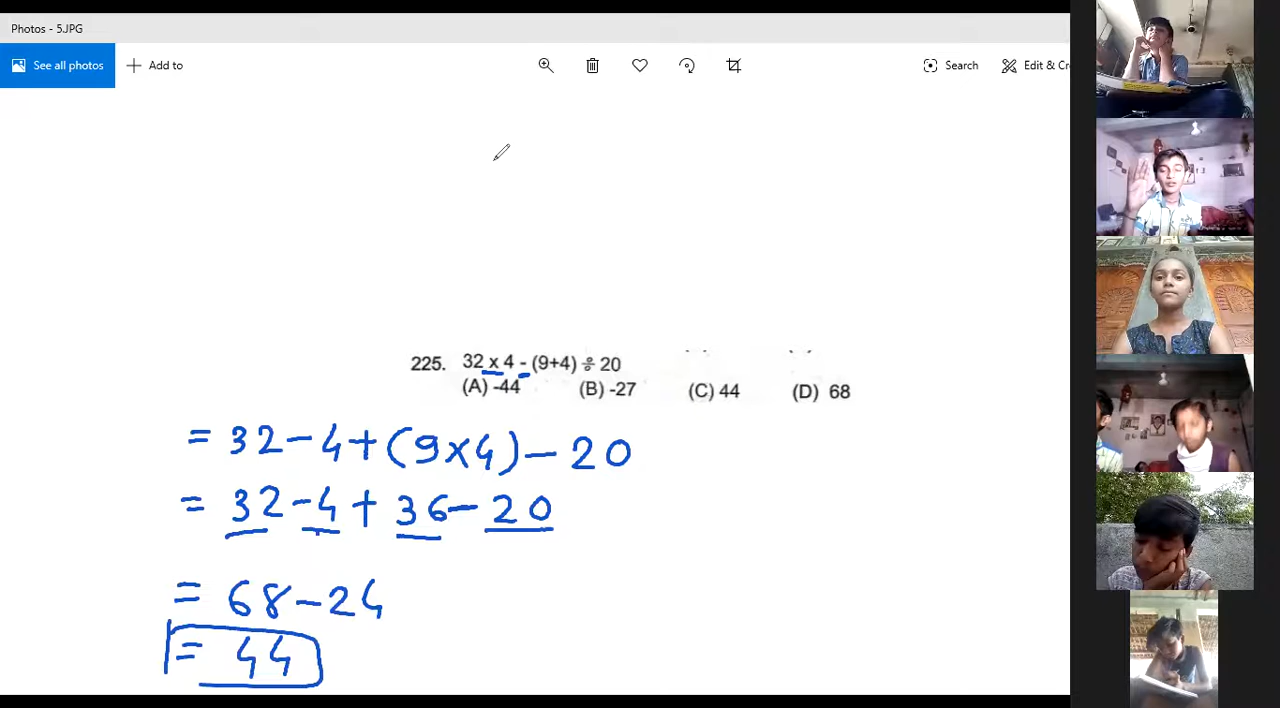 Photos - 5.JPG
See all photos
Add to
Search
Edit & Cr
225. 32 x 4 - (9+4) ÷ 20
(A) -44 (B) -27 (C) 44 (D) 68
= 32 - 4 + (9 x 4) - 20
= 32 - 4 + 36 - 20
= 68 - 24
= 44